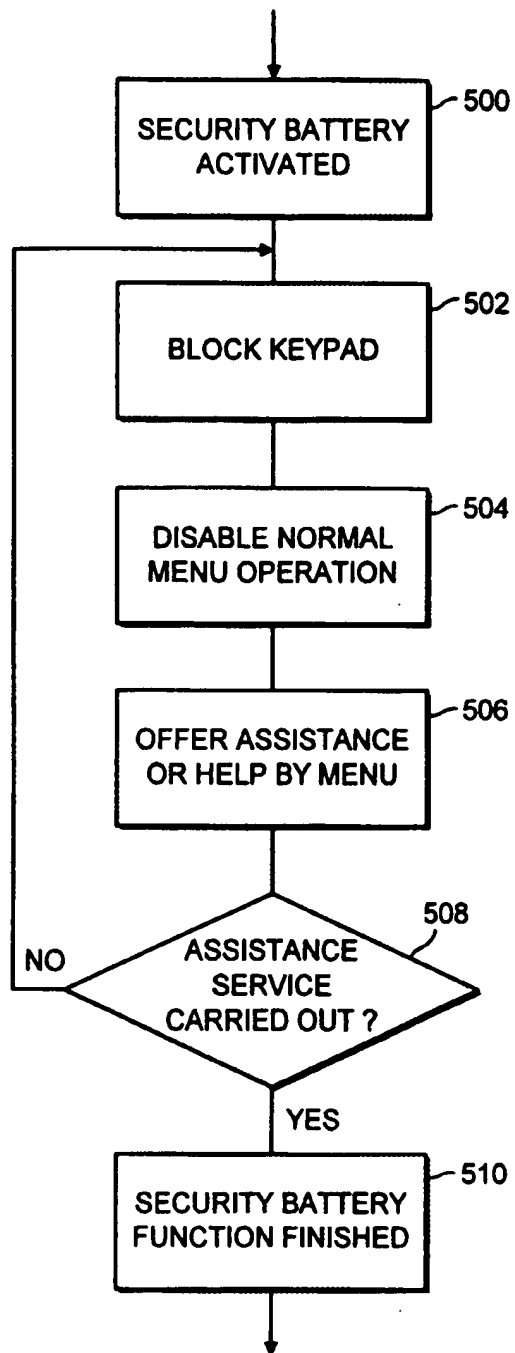 500
SECURITY BATTERY
ACTIVATED
502
BLOCK KEYPAD
504
DISABLE NORMAL
MENU OPERATION
506
OFFER ASSISTANCE
OR HELP BY MENU
508
ASSISTANCE
SERVICE
CARRIED OUT ?
NO
YES
510
SECURITY BATTERY
FUNCTION FINISHED